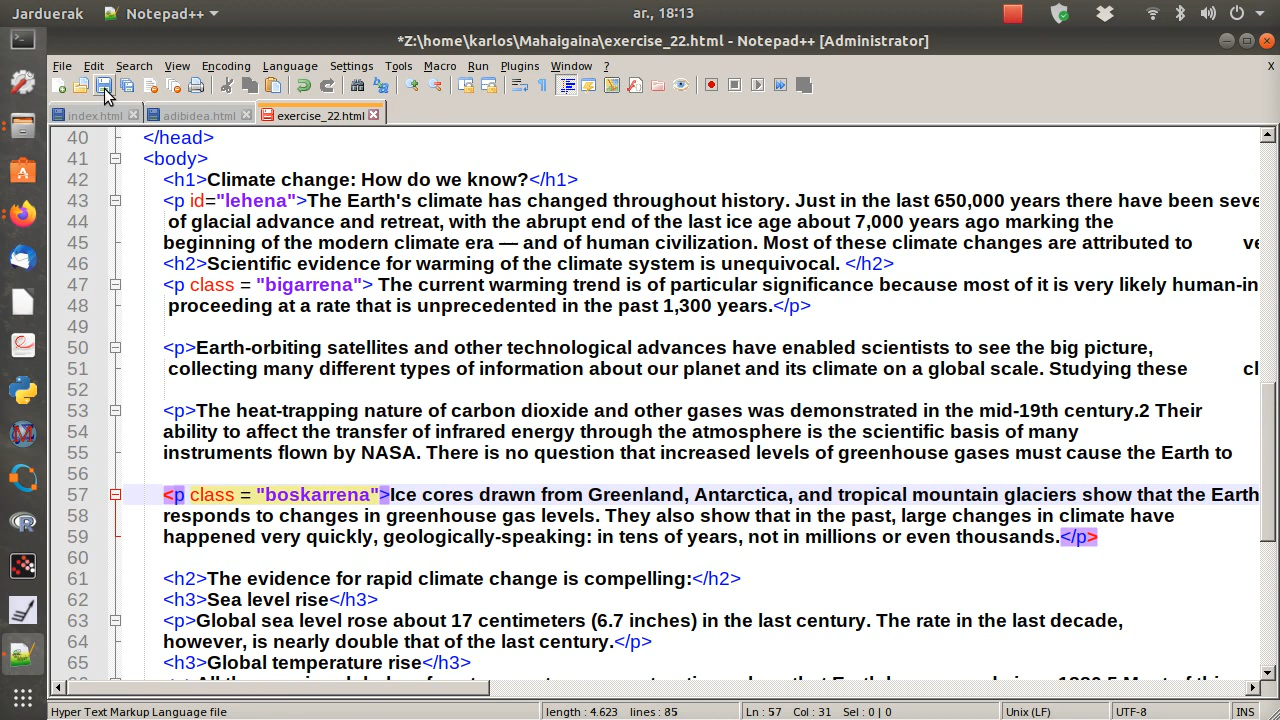 Jarduerak Notepad++ ar., 18:13
*Z:\home\karlos\Mahaigaina\exercise_22.html - Notepad++ [Administrator]
File Edit Search View Encoding Language Settings Tools Macro Run Plugins Window ? X
index.html adibidea.html exercise_22.html
40 </head>
41 <body>
42 <h1>Climate change: How do we know?</h1>
43 <p id="lehena">The Earth's climate has changed throughout history. Just in the last 650,000 years there have been seve
44 of glacial advance and retreat, with the abrupt end of the last ice age about 7,000 years ago marking the
45 beginning of the modern climate era — and of human civilization. Most of these climate changes are attributed to ve
46 <h2>Scientific evidence for warming of the climate system is unequivocal. </h2>
47 <p class = "bigarrena"> The current warming trend is of particular significance because most of it is very likely human-in
48 proceeding at a rate that is unprecedented in the past 1,300 years.</p>
49
50 <p>Earth-orbiting satellites and other technological advances have enabled scientists to see the big picture,
51 collecting many different types of information about our planet and its climate on a global scale. Studying these cl
52
53 <p>The heat-trapping nature of carbon dioxide and other gases was demonstrated in the mid-19th century.2 Their
54 ability to affect the transfer of infrared energy through the atmosphere is the scientific basis of many
55 instruments flown by NASA. There is no question that increased levels of greenhouse gases must cause the Earth to
56
57 <p class = "boskarrena">Ice cores drawn from Greenland, Antarctica, and tropical mountain glaciers show that the Earth
58 responds to changes in greenhouse gas levels. They also show that in the past, large changes in climate have
59 happened very quickly, geologically-speaking: in tens of years, not in millions or even thousands.</p>
60
61 <h2>The evidence for rapid climate change is compelling:</h2>
62 <h3>Sea level rise</h3>
63 <p>Global sea level rose about 17 centimeters (6.7 inches) in the last century. The rate in the last decade,
64 however, is nearly double that of the last century.</p>
65 <h3>Global temperature rise</h3>
Hyper Text Markup Language file length : 4.623 lines : 85 Ln : 57 Col : 31 Sel : 0 | 0 Unix (LF) UTF-8 INS